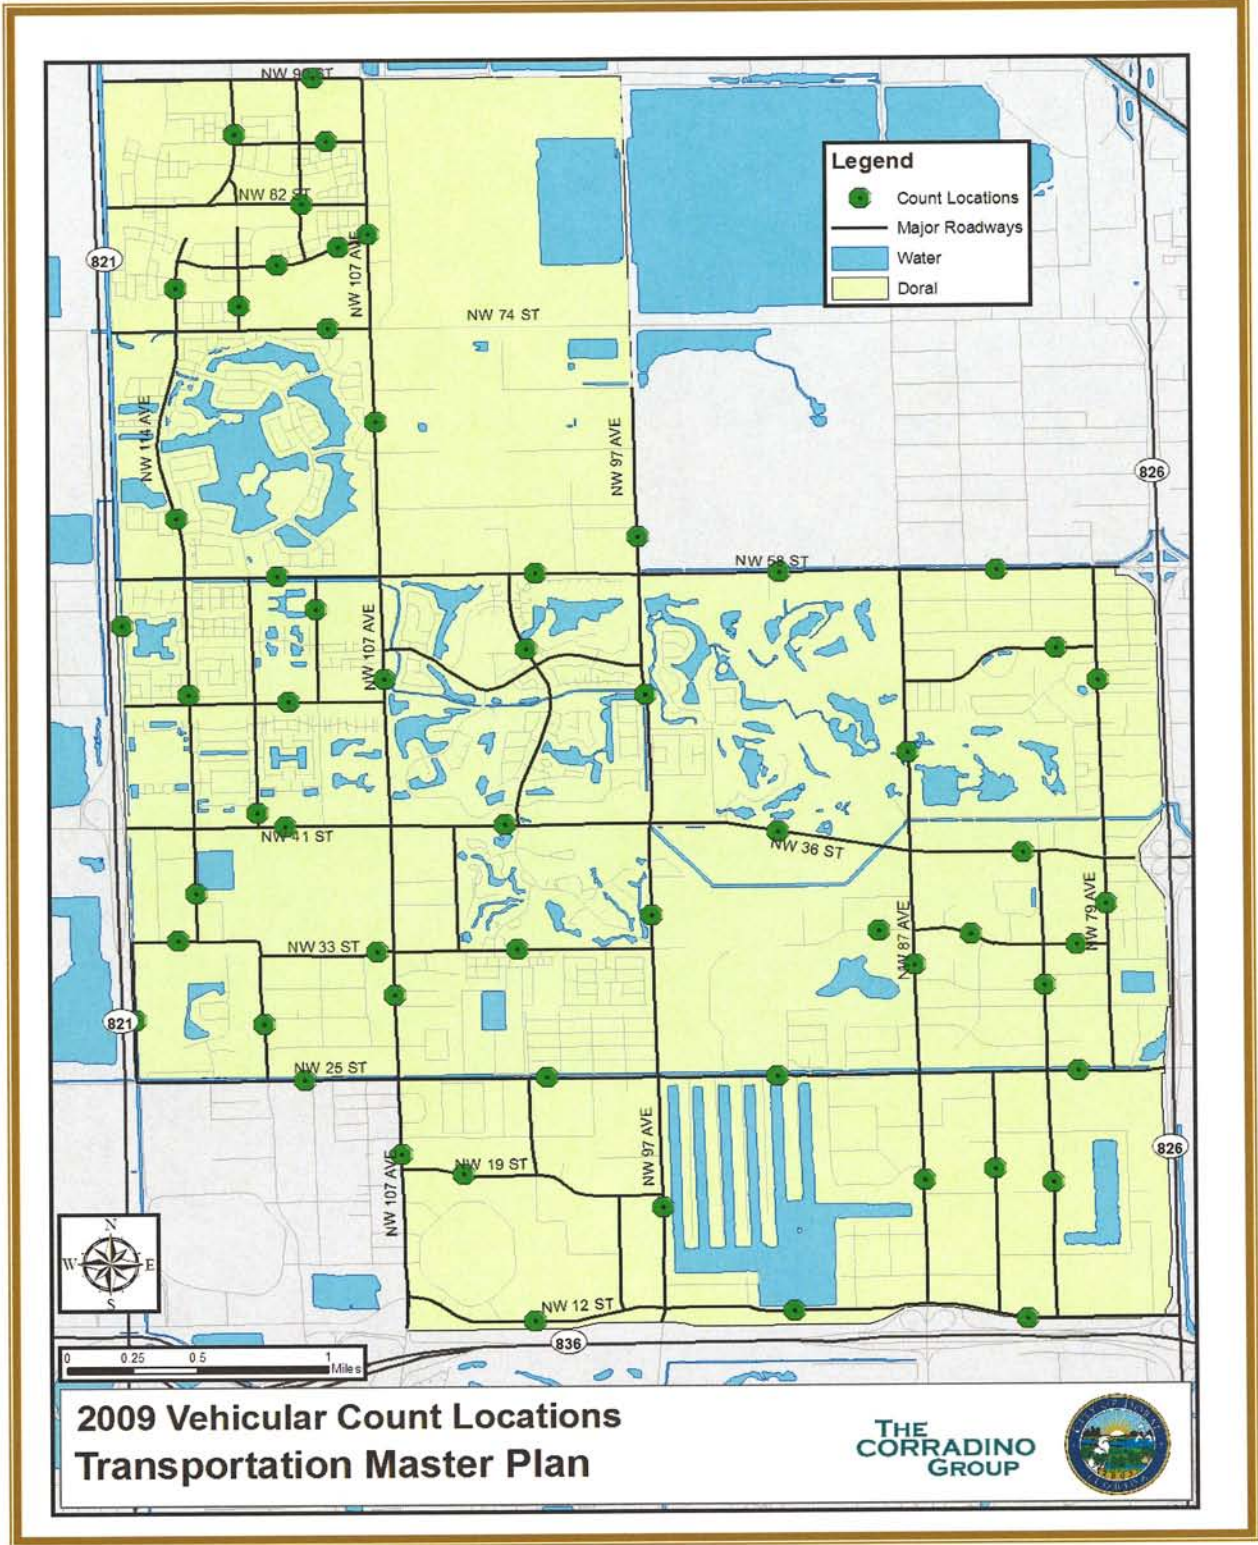 NW 82 ST
Legend
Count Locations
Major Roadways
Water
Doral
821
NW 107 AVE
NW 74 ST
NW 114 AVE
NW 97 AVE
826
NW 58 ST
NW 107 AVE
NW 41 ST
NW 36 ST
NW 79 AVE
NW 87 AVE
NW 33 ST
821
NW 25 ST
NW 97 AVE
NW 107 AVE
NW 19 ST
826
N
W
E
S
NW 12 ST
836
0 0.25 0.5 1
Miles
2009 Vehicular Count Locations
Transportation Master Plan
THE
CORRADINO
GROUP